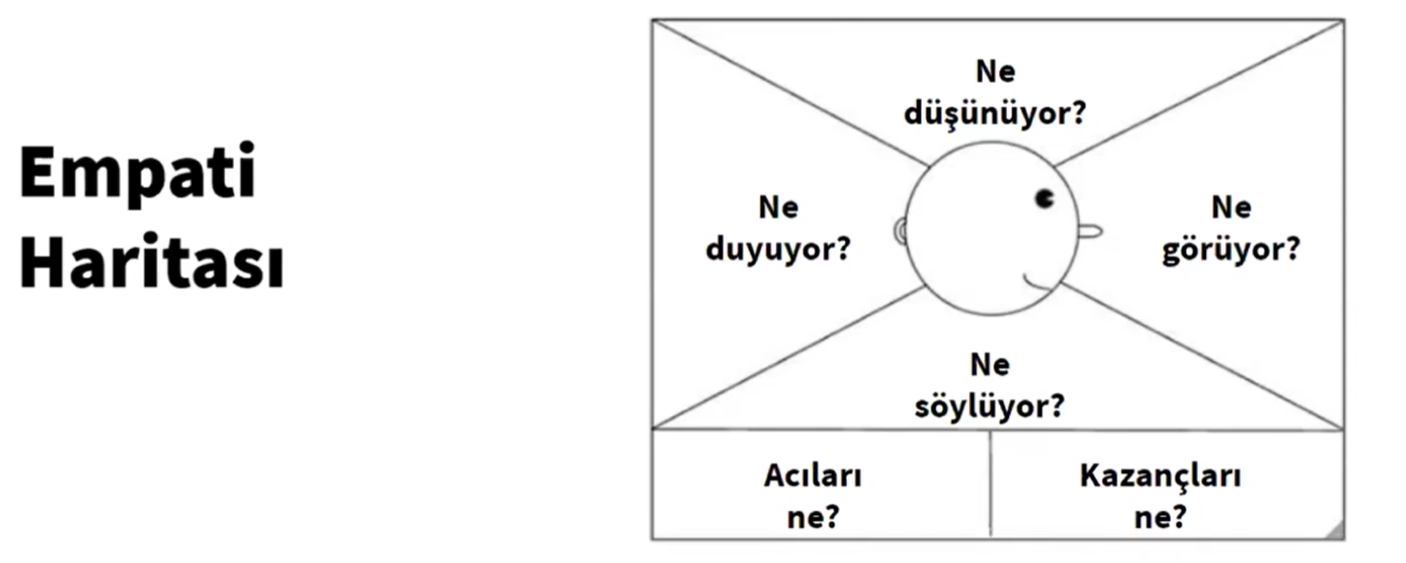 Empati
Haritası
Ne
düşünüyor?
Ne
duyuyor?
Ne
görüyor?
Ne
söylüyor?
Acıları
ne?
Kazançları
ne?